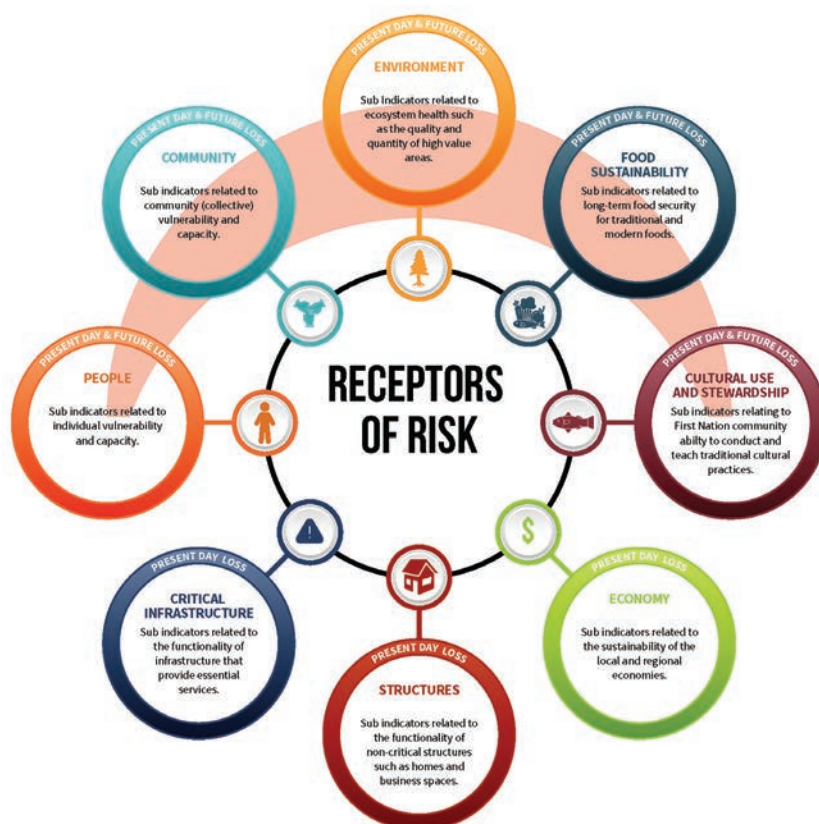 PRESENT DAY & FUTURE LOSS
ENVIRONMENT
Sub indicators related to
ecosystem health such
as the quality and
quantity of high value
areas.
PRESENT DAY & FUTURE LOSS
COMMUNITY
Sub indicators related to
community (collective)
vulnerability and
capacity.
PRESENT DAY & FUTURE LOSS
FOOD
SUSTAINABILITY
Sub indicators related to
long-term food security
for traditional and
modern foods.
PRESENT DAY & FUTURE LOSS
PEOPLE
Sub indicators related to
individual vulnerability
and capacity.
RECEPTORS
OF RISK
PRESENT DAY & FUTURE LOSS
CULTURAL USE
AND STEWARDSHIP
Sub indicators relating to
First Nation community
abilty to conduct and
teach traditional cultural
practices.
$
PRESENT DAY LOSS
CRITICAL
INFRASTRUCTURE
Sub indicators related to
the functionality of
infrastructure that
provide essential
services.
PRESENT DAY LOSS
ECONOMY
Sub indicators related to
the sustainability of the
local and regional
economies.
PRESENT DAY LOSS
STRUCTURES
Sub indicators related to
the functionality of
non-critical structures
such as homes and
business spaces.